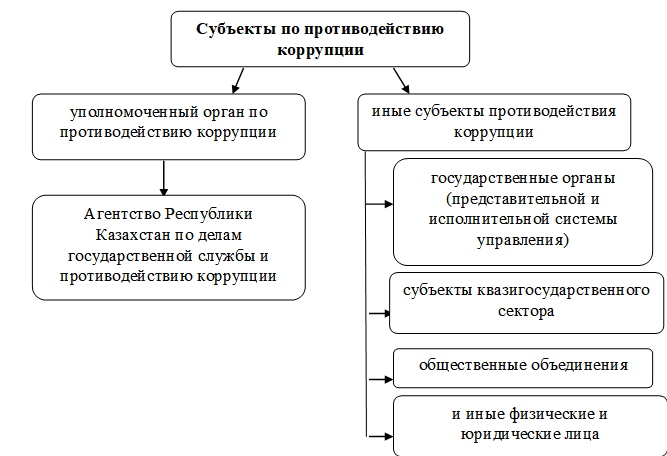 Субъекты по противодействию
коррупции
уполномоченный орган по
противодействию коррупции
Агентство Республики
Казахстан по делам
государственной службы и
противодействию коррупции
иные субъекты противодействия
коррупции
государственные органы
(представительной и
исполнительной системы
управления)
субъекты квазигосударственного
сектора
общественные объединения
и иные физические и
юридические лица